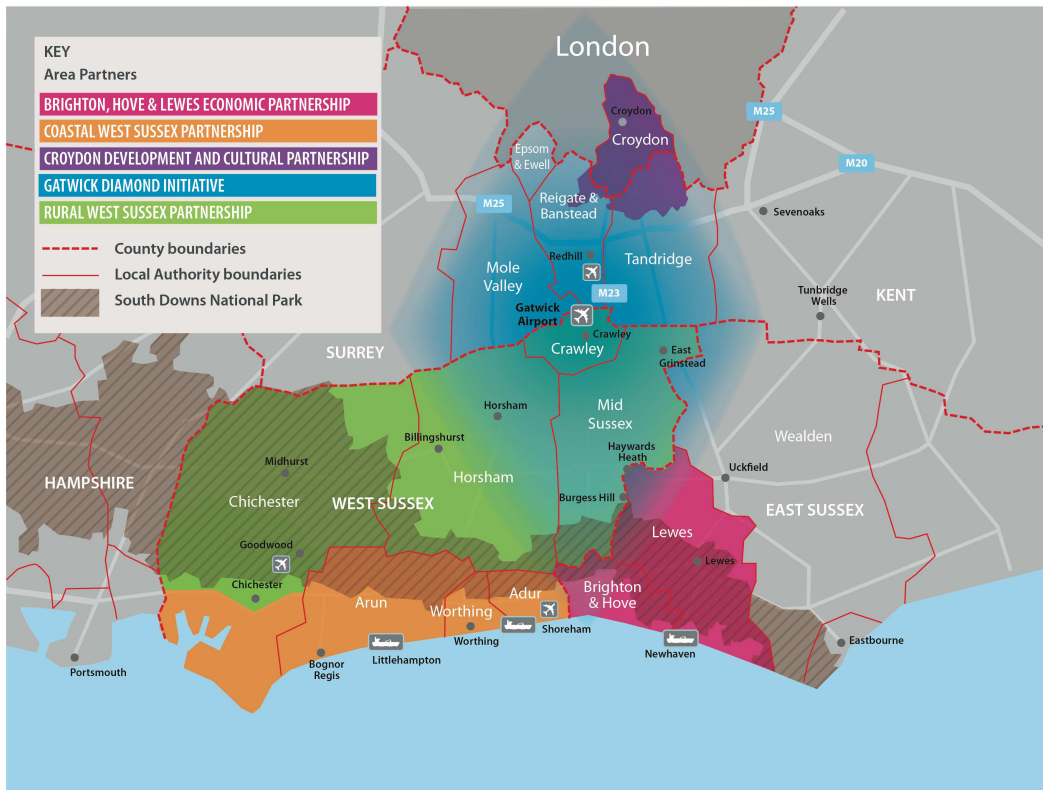 KEY
Area Partners
BRIGHTON, HOVE & LEWES ECONOMIC PARTNERSHIP
COASTAL WEST SUSSEX PARTNERSHIP
CROYDON DEVELOPMENT AND CULTURAL PARTNERSHIP
GATWICK DIAMOND INITIATIVE
RURAL WEST SUSSEX PARTNERSHIP
County boundaries
Local Authority boundaries
South Downs National Park
London
M25
Croydon
Croydon
Epsom
& Ewell
M20
M25
Reigate &
Banstead
Sevenoaks
Redhill
Tandridge
Mole
Valley
M23
Tunbridge
Wells
KENT
Gatwick
Airport
Crawley
Crawley
SURREY
East
Grinstead
Horsham
Mid
Sussex
Billingshurst
Wealden
Haywards
Heath
Midhurst
Uckfield
HAMPSHIRE
Chichester
WEST SUSSEX
Horsham
Burgess Hill
EAST SUSSEX
Lewes
Goodwood
Lewes
Chichester
Arun
Worthing
Adur
Brighton
& Hove
Shoreham
Worthing
Eastbourne
Newhaven
Littlehampton
Bognor
Regis
Portsmouth